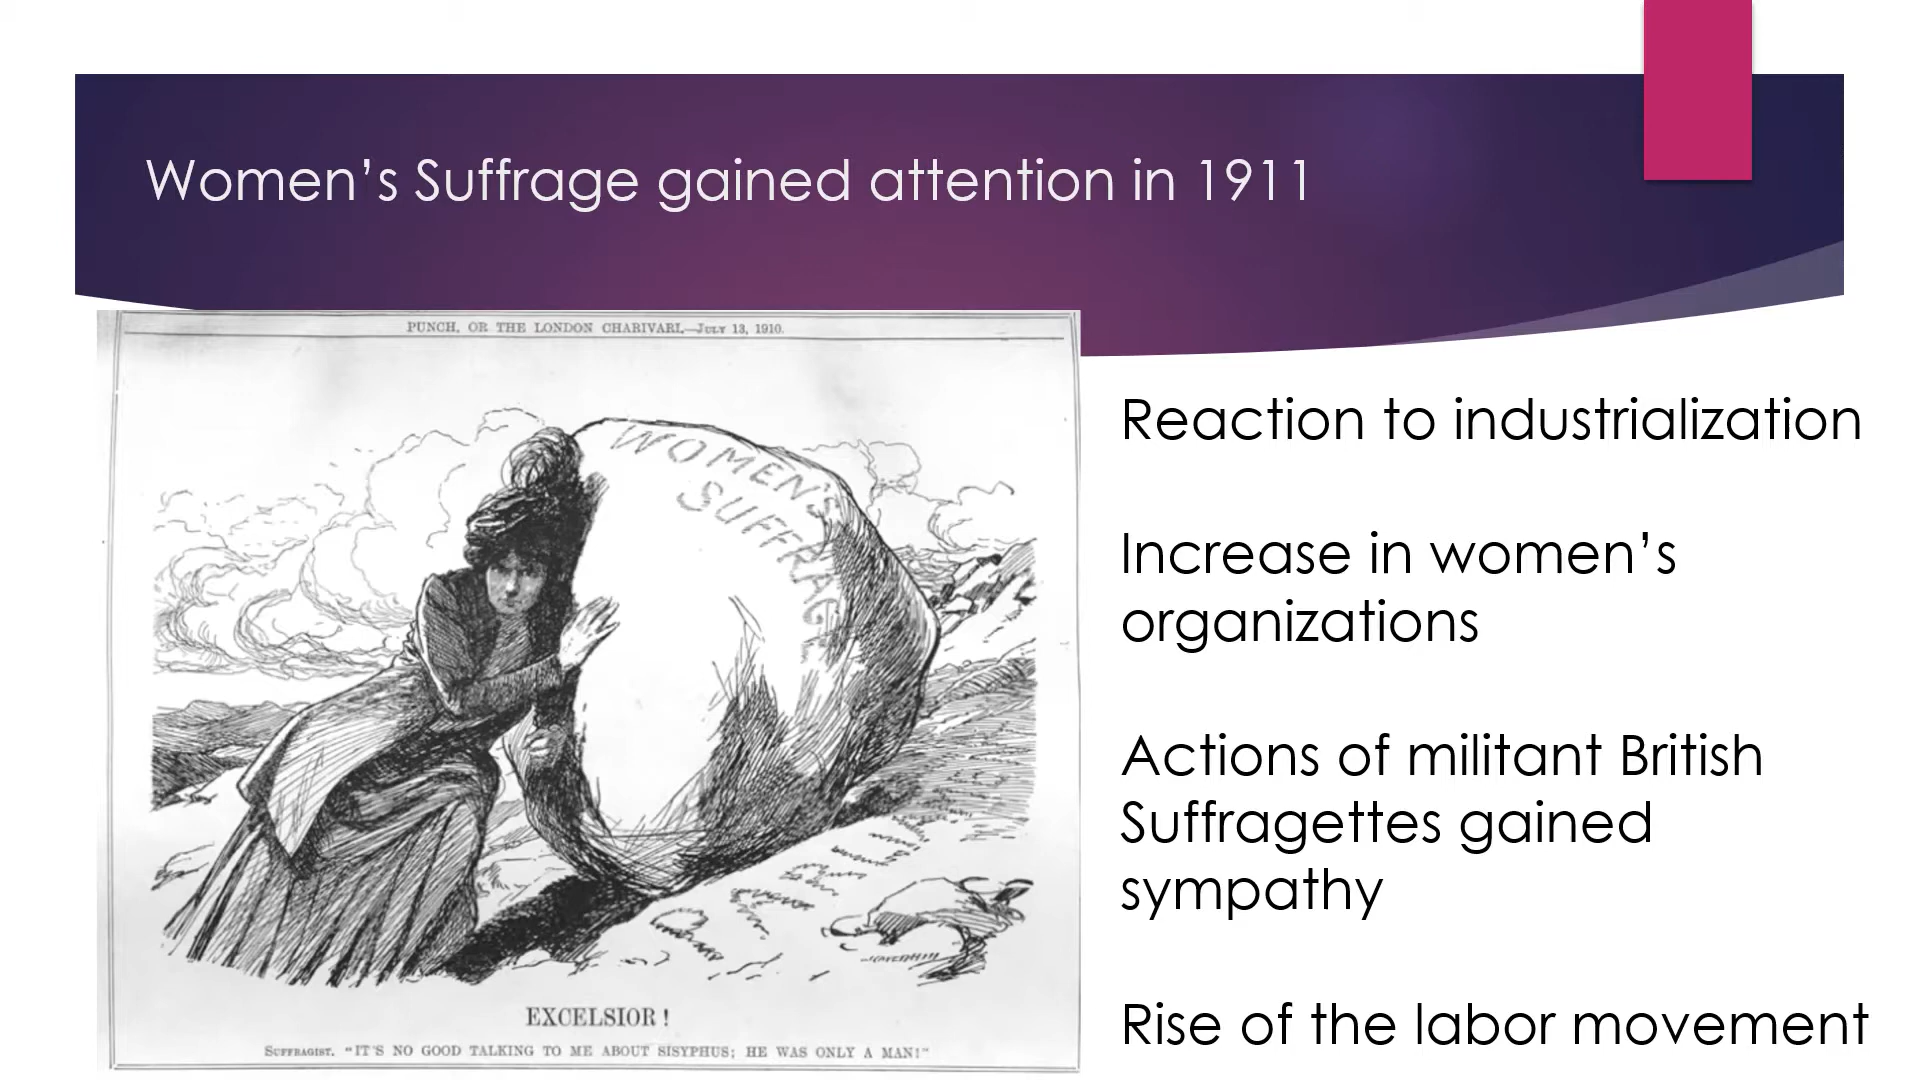 Women’s Suffrage gained attention in 1911
PUNCH, OR THE LONDON CHARIVARI.—JULY 13, 1910.
WOMEN'S
SUFFRAGE
EXCELSIOR!
SUFFRAGIST. "IT'S NO GOOD TALKING TO ME ABOUT SISYPHUS; HE WAS ONLY A MAN!"
Reaction to industrialization
Increase in women’s
organizations
Actions of militant British
Suffragettes gained
sympathy
Rise of the labor movement